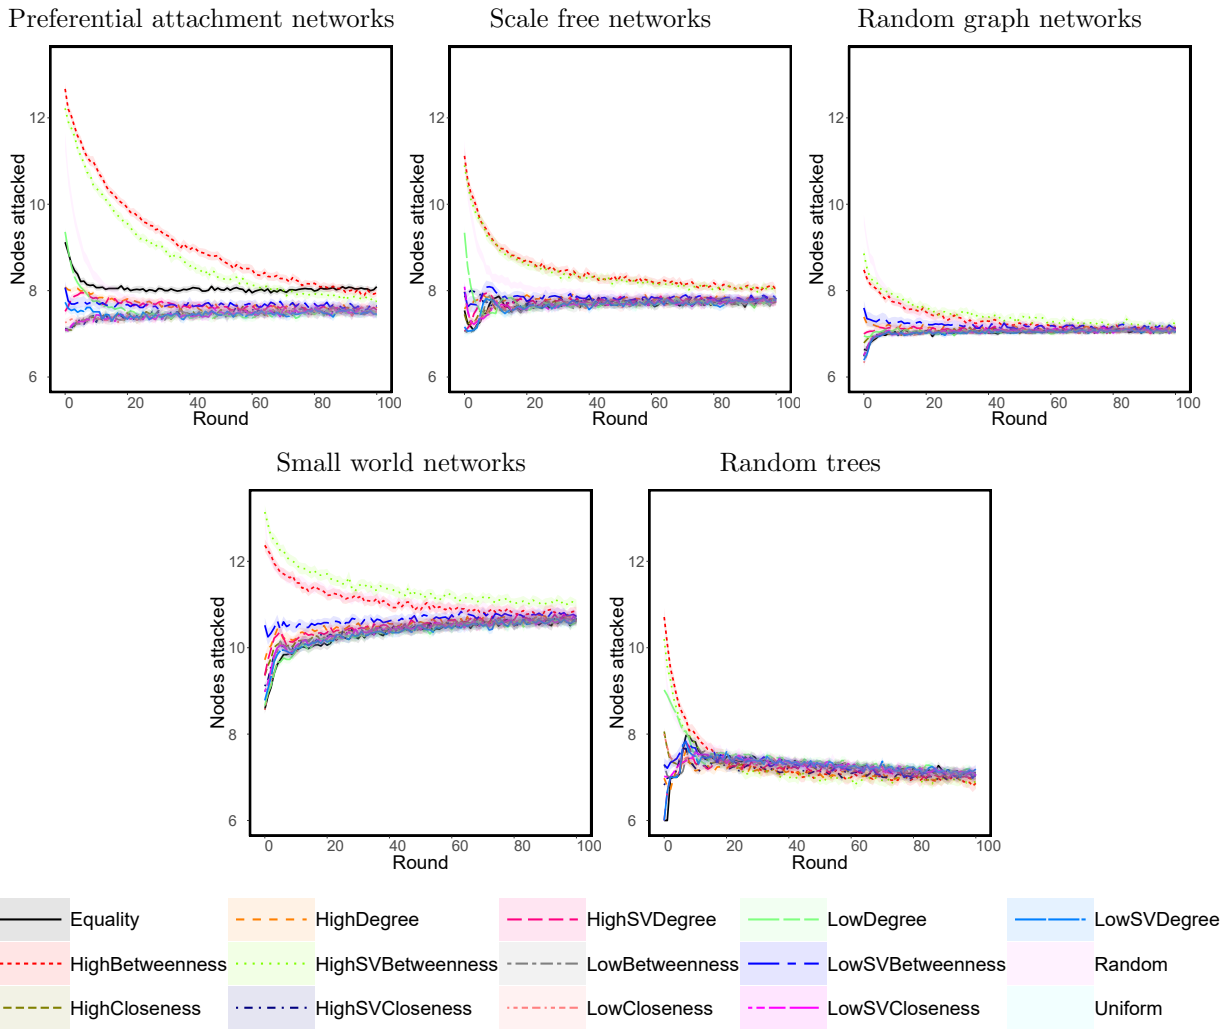 Preferential attachment networks
Scale free networks
Random graph networks
Nodes attacked
12
10
8
6
0 20 40 60 80 100
Round
Nodes attacked
12
10
8
6
0 20 40 60 80 100
Round
Nodes attacked
12
10
8
6
0 20 40 60 80 100
Round
Small world networks
Random trees
Nodes attacked
12
10
8
6
0 20 40 60 80 100
Round
Nodes attacked
12
10
8
6
0 20 40 60 80 100
Round
Equality HighDegree HighSVDegree LowDegree LowSVDegree
HighBetweenness HighSVBetweenness LowBetweenness LowSVBetweenness Random
HighCloseness HighSVCloseness LowCloseness LowSVCloseness Uniform